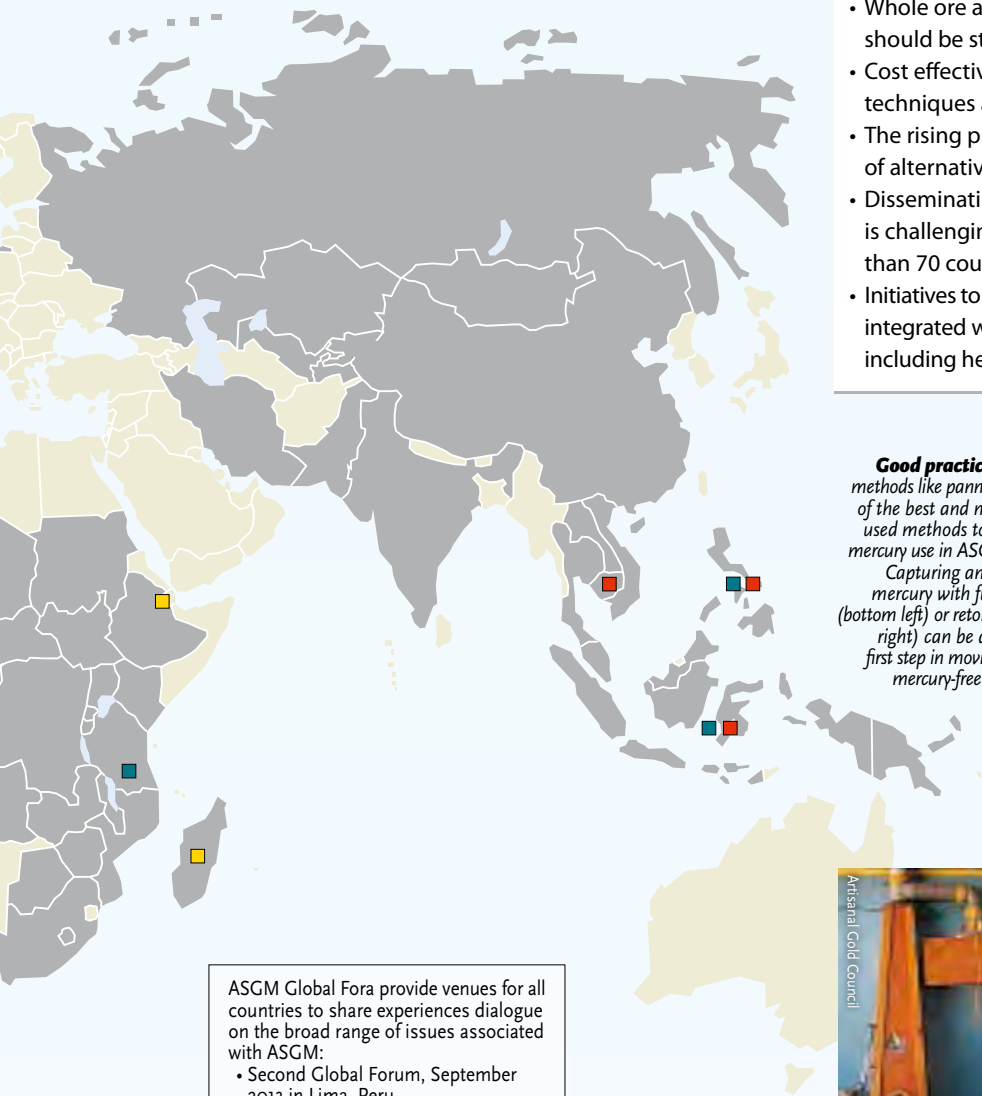 • Whole ore a
should be st
• Cost effectiv
techniques a
• The rising p
of alternativ
• Disseminati
is challengin
than 70 cou
• Initiatives to
integrated w
including he
Good practic
methods like pann
of the best and n
used methods to
mercury use in ASG
Capturing an
mercury with fu
(bottom left) or reto
right) can be a
first step in movi
mercury-free
Artisanal Gold Council
ASGM Global Fora provide venues for all
countries to share experiences dialogue
on the broad range of issues associated
with ASGM:
• Second Global Forum, September
in Lima, Peru